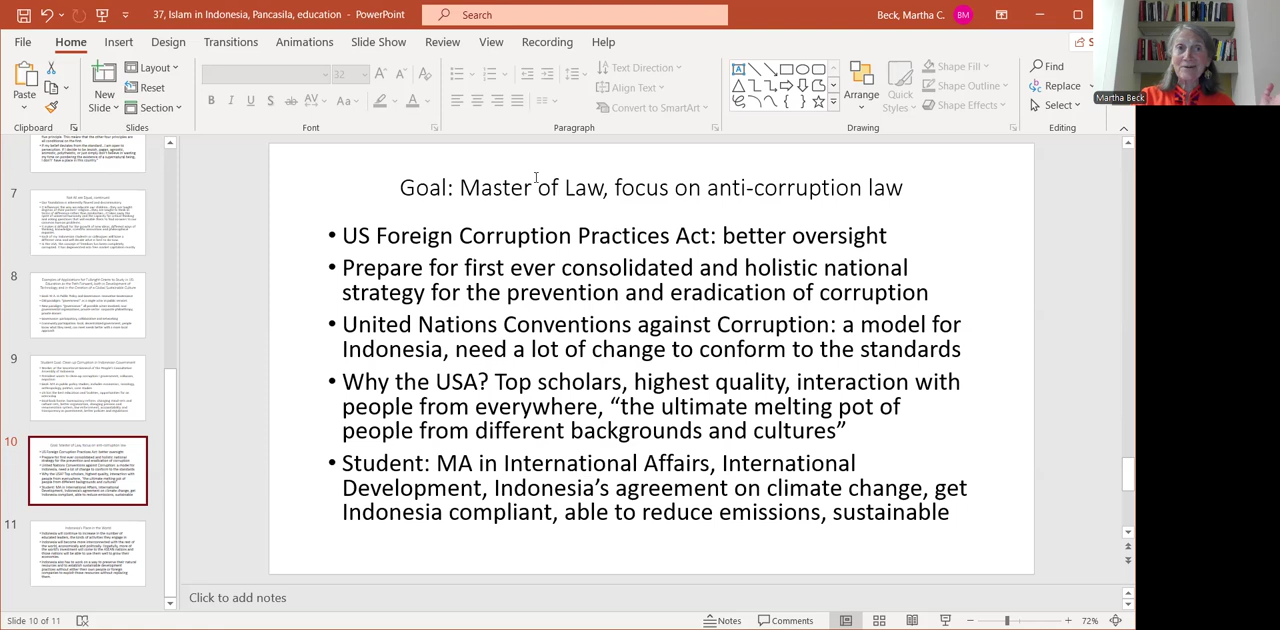 37, Islam in Indonesia, Pancasila, education - PowerPoint
Search
Beck, Martha C.
BM
File Home Insert Design Transitions Animations Slide Show Review View Recording Help
Paste
Clipboard
New Slide
Layout
Reset
Section
Slides
32
Font
Text Direction
Align Text
Convert to SmartArt
Paragraph
Arrange
Quick Styles
Shape Fill
Shape Outline
Shape Effects
Drawing
Find
Replace
Select
Editing
Martha Beck
7
8
9
10
11
Goal: Master of Law, focus on anti-corruption law
• US Foreign Corruption Practices Act: better oversight
• Prepare for first ever consolidated and holistic national
strategy for the prevention and eradication of corruption
• United Nations Conventions against Corruption: a model for
Indonesia, need a lot of change to conform to the standards
• Why the USA? Top scholars, highest quality, interaction with
people from everywhere, “the ultimate melting pot of
people from different backgrounds and cultures”
• Student: MA in International Affairs, International
Development, Indonesia’s agreement on climate change, get
Indonesia compliant, able to reduce emissions, sustainable
Click to add notes
Slide 10 of 11
Notes
Comments
72%